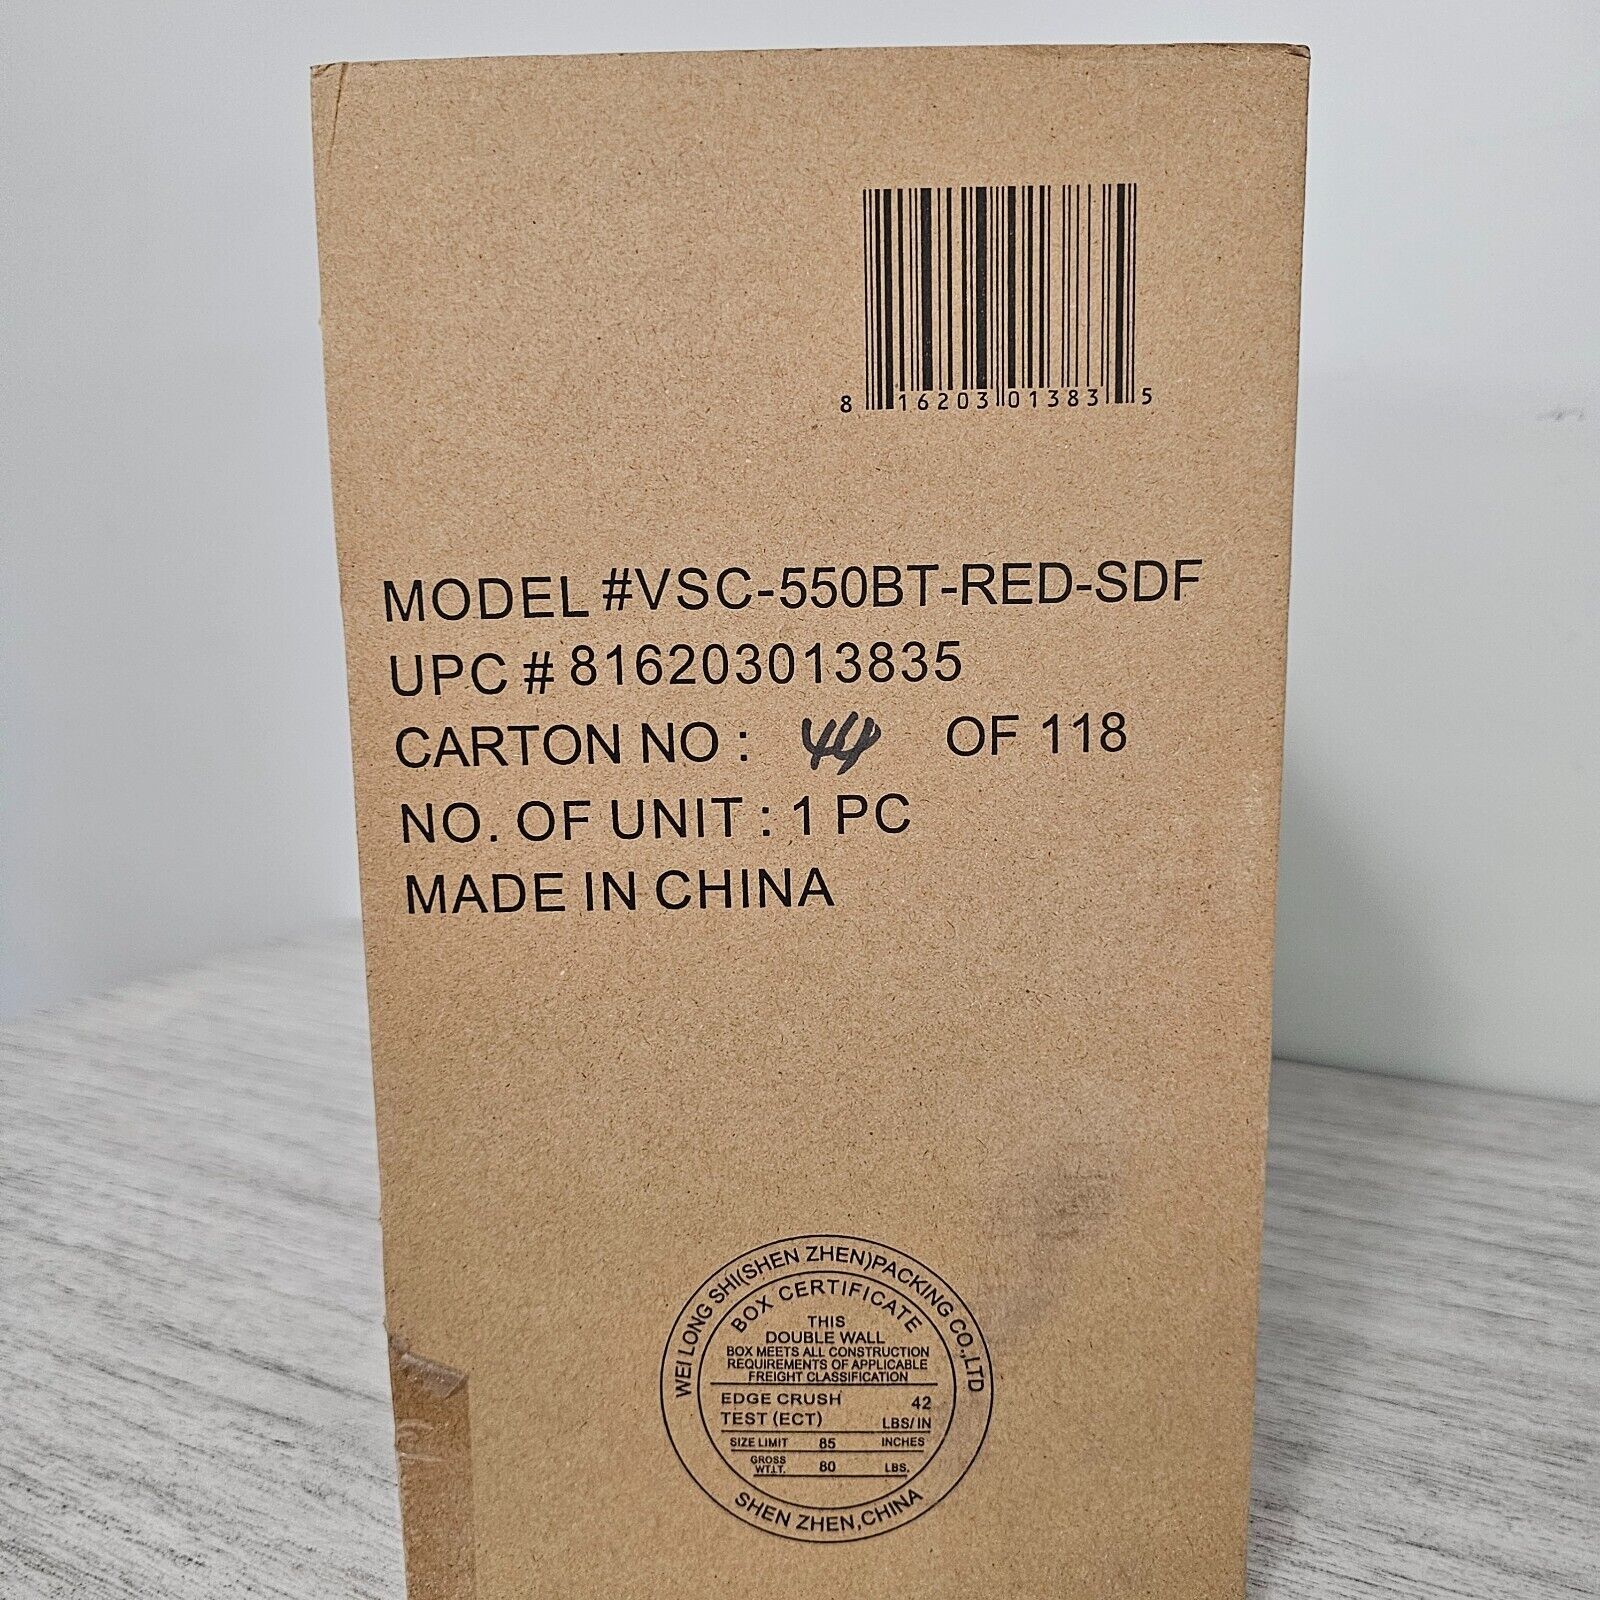 8 16203 01383 5
MODEL #VSC-550BT-RED-SDF
UPC # 816203013835
CARTON NO : 44 OF 118
NO. OF UNIT : 1 PC
MADE IN CHINA
WEI LONG SHI(SHEN ZHEN)PACKING CO.,LTD
BOX CERTIFICATE
THIS
DOUBLE WALL
BOX MEETS ALL CONSTRUCTION
REQUIREMENTS OF APPLICABLE
FREIGHT CLASSIFICATION
EDGE CRUSH 42
TEST (ECT) LBS/IN
SIZE LIMIT 85 INCHES
GROSS
WT.LT. 80 LBS.
SHEN ZHEN,CHINA